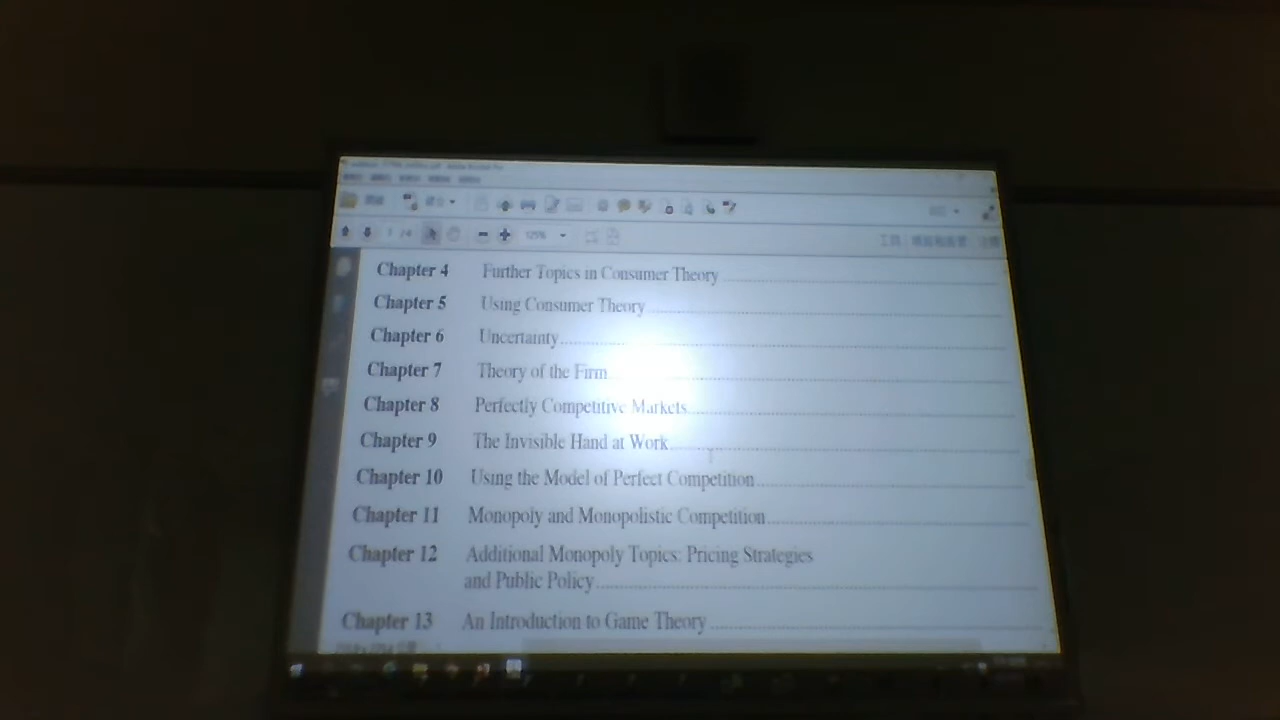 125%
Chapter 4 Further Topics in Consumer Theory
Chapter 5 Using Consumer Theory
Chapter 6 Uncertainty
Chapter 7 Theory of the Firm
Chapter 8 Perfectly Competitive Markets
Chapter 9 The Invisible Hand at Work
Chapter 10 Using the Model of Perfect Competition
Chapter 11 Monopoly and Monopolistic Competition
Chapter 12 Additional Monopoly Topics: Pricing Strategies
and Public Policy
Chapter 13 An Introduction to Game Theory